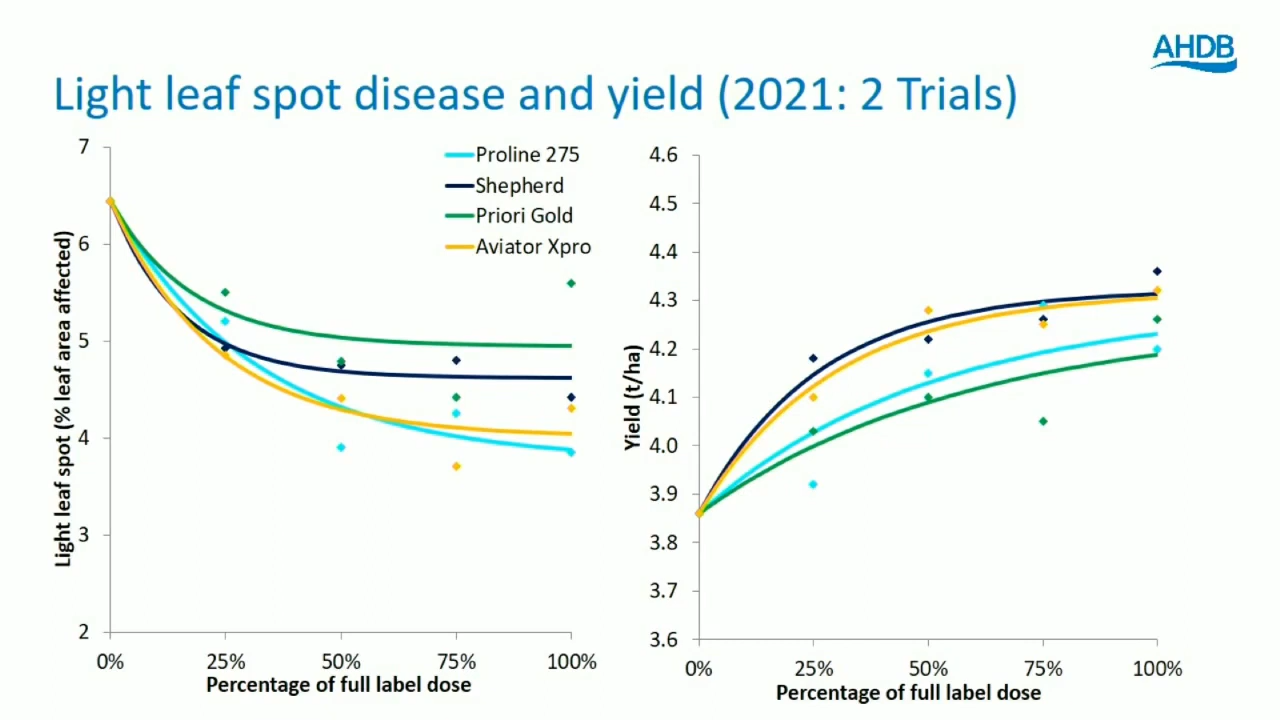 AHDB
Light leaf spot disease and yield (2021: 2 Trials)
Light leaf spot (% leaf area affected)
7
6
5
4
3
2
0%
25%
50%
75%
100%
Percentage of full label dose
Proline 275
Shepherd
Priori Gold
Aviator Xpro
Yield (t/ha)
4.6
4.5
4.4
4.3
4.2
4.1
4.0
3.9
3.8
3.7
3.6
0%
25%
50%
75%
100%
Percentage of full label dose